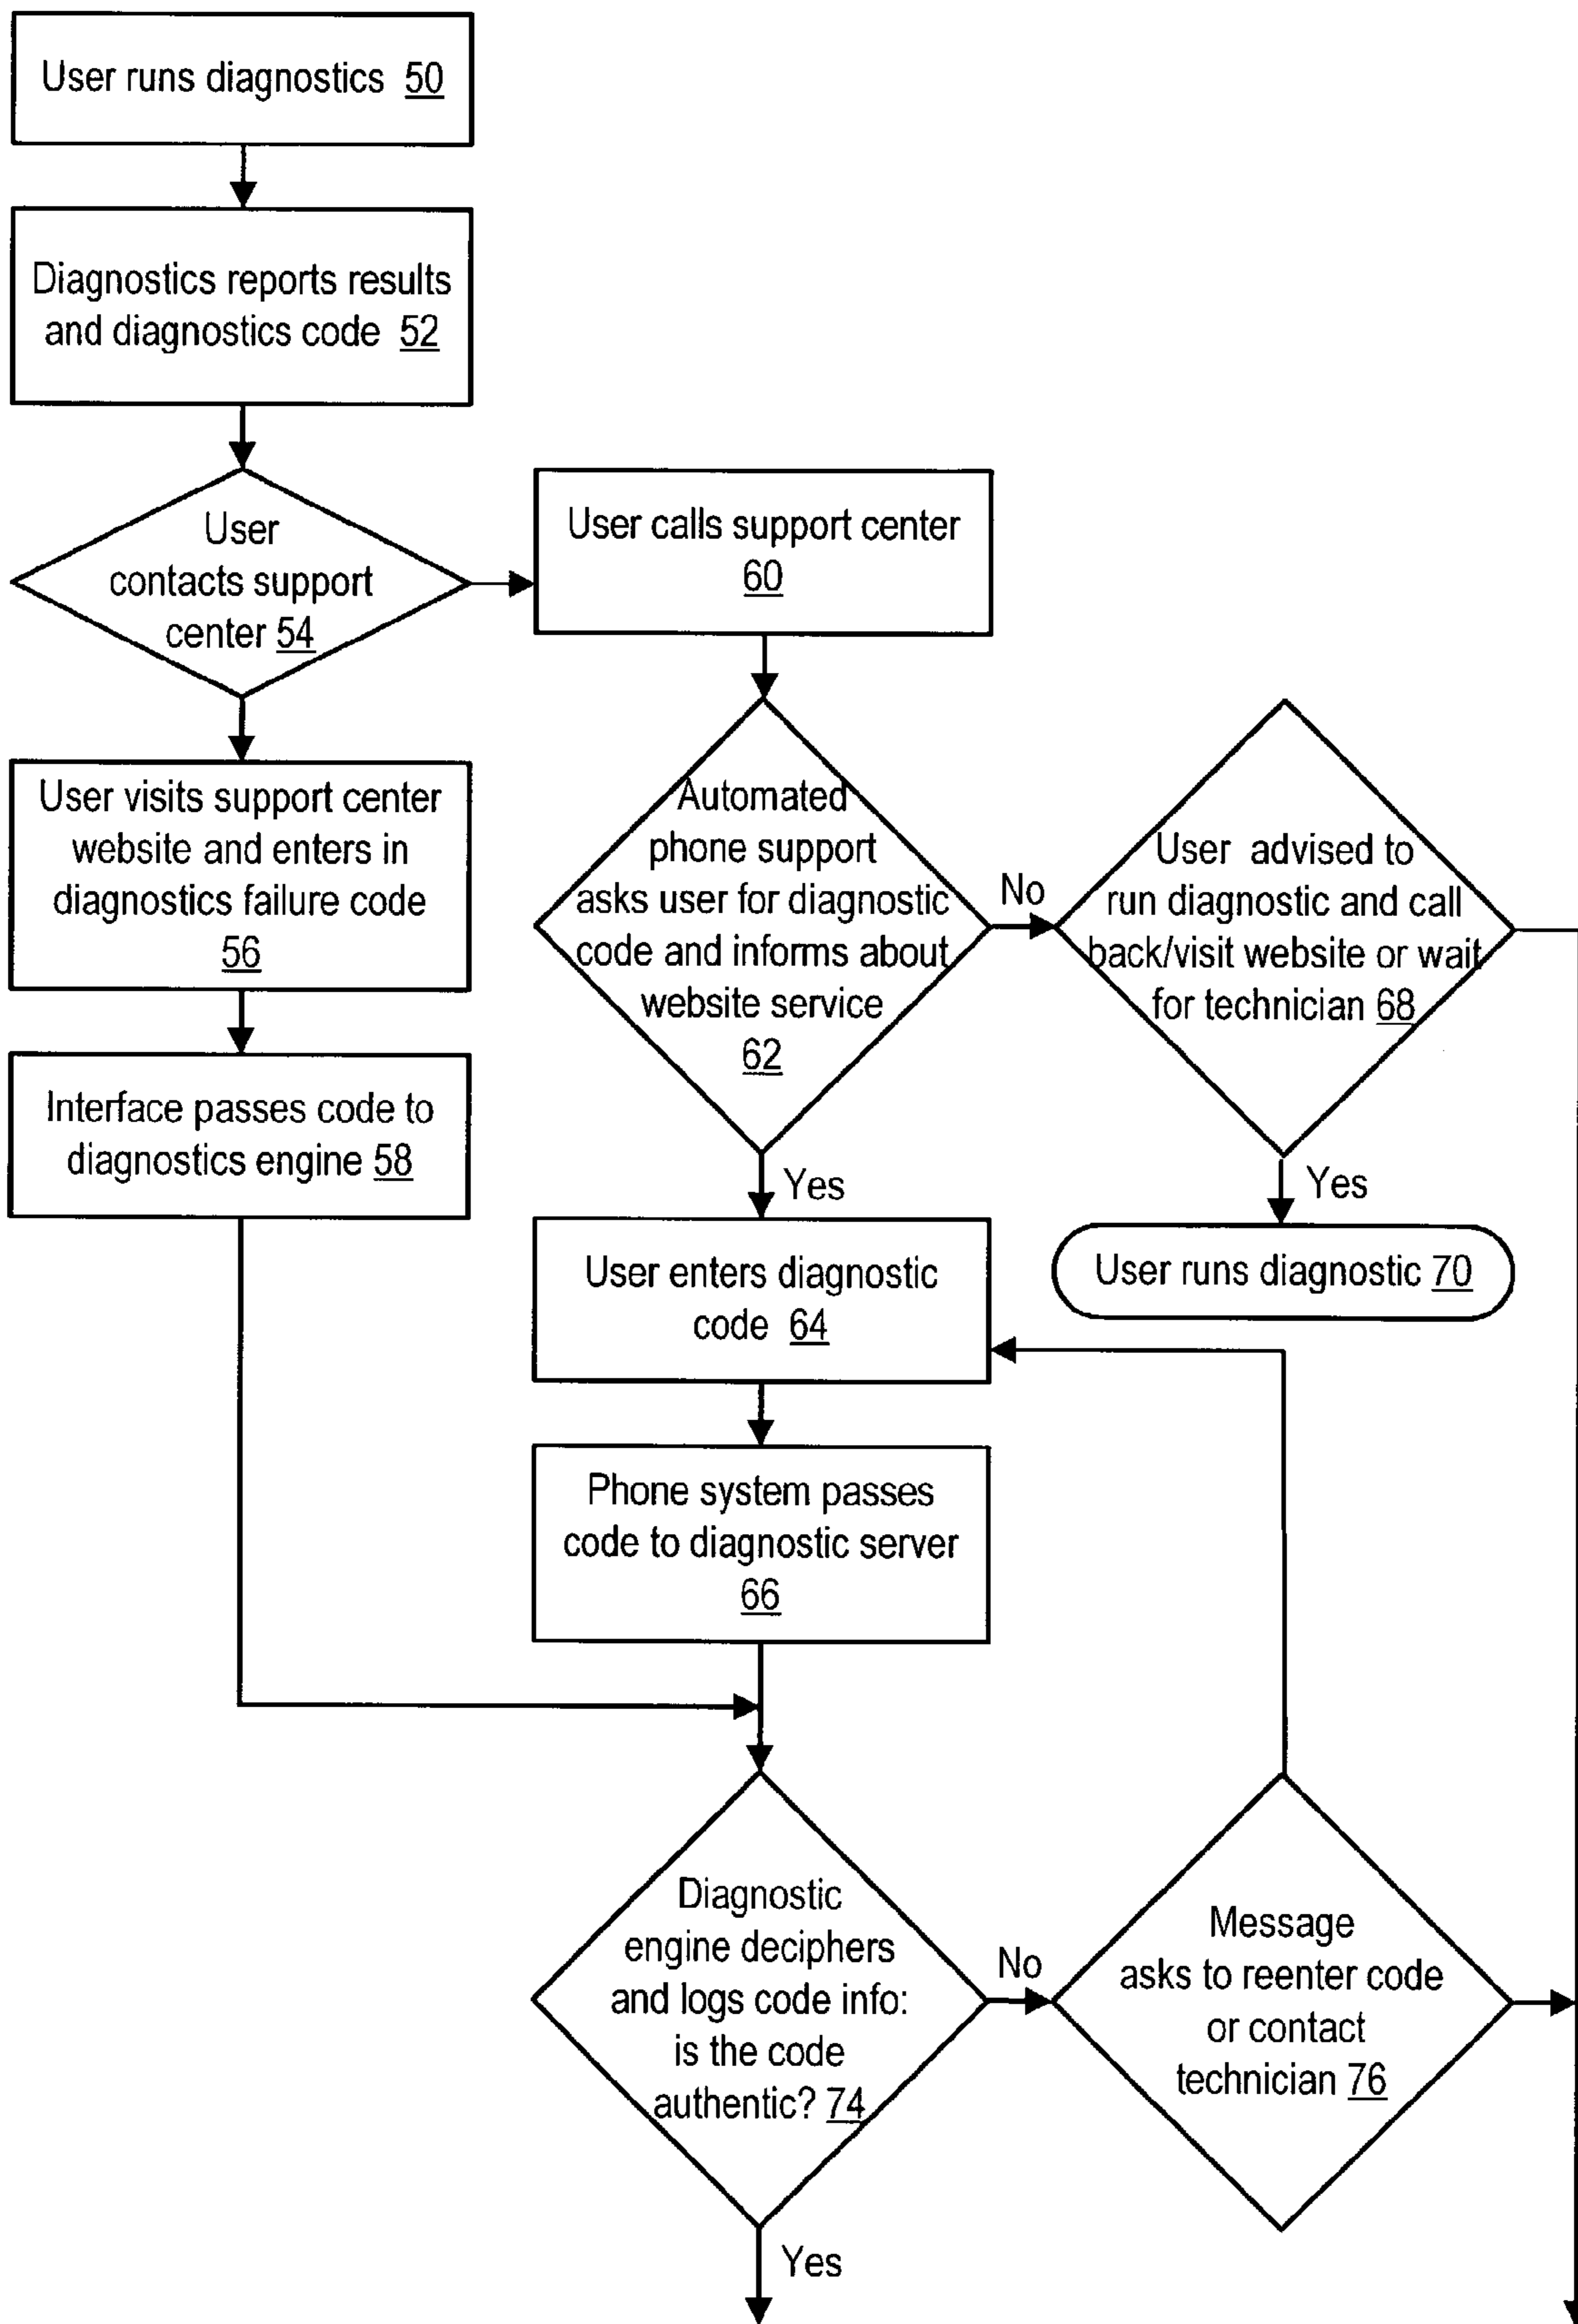 User runs diagnostics 50
Diagnostics reports results
and diagnostics code 52
User
contacts support
center 54
User calls support center
60
User visits support center
website and enters in
diagnostics failure code
56
Automated
phone support
asks user for diagnostic
code and informs about
website service
62
No
User advised to
run diagnostic and call
back/visit website or wait
for technician 68
Interface passes code to
diagnostics engine 58
Yes
Yes
User enters diagnostic
code 64
User runs diagnostic 70
Phone system passes
code to diagnostic server
66
Diagnostic
engine deciphers
and logs code info:
is the code
authentic? 74
No
Message
asks to reenter code
or contact
technician 76
Yes